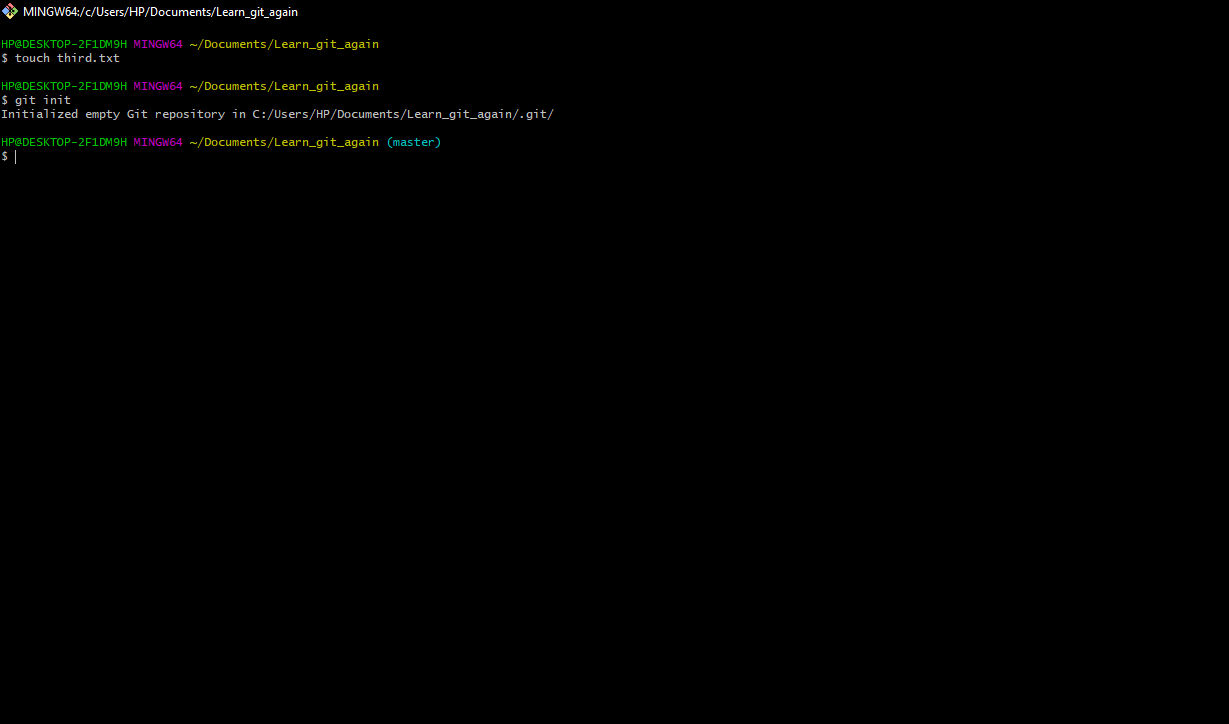 MINGW64:/c/Users/HP/Documents/Learn_git_again
HP@DESKTOP-2F1DM9H MINGW64 ~/Documents/Learn_git_again
$ touch third.txt
HP@DESKTOP-2F1DM9H MINGW64 ~/Documents/Learn_git_again
$ git init
Initialized empty Git repository in C:/Users/HP/Documents/Learn_git_again/.git/
HP@DESKTOP-2F1DM9H MINGW64 ~/Documents/Learn_git_again (master)
$